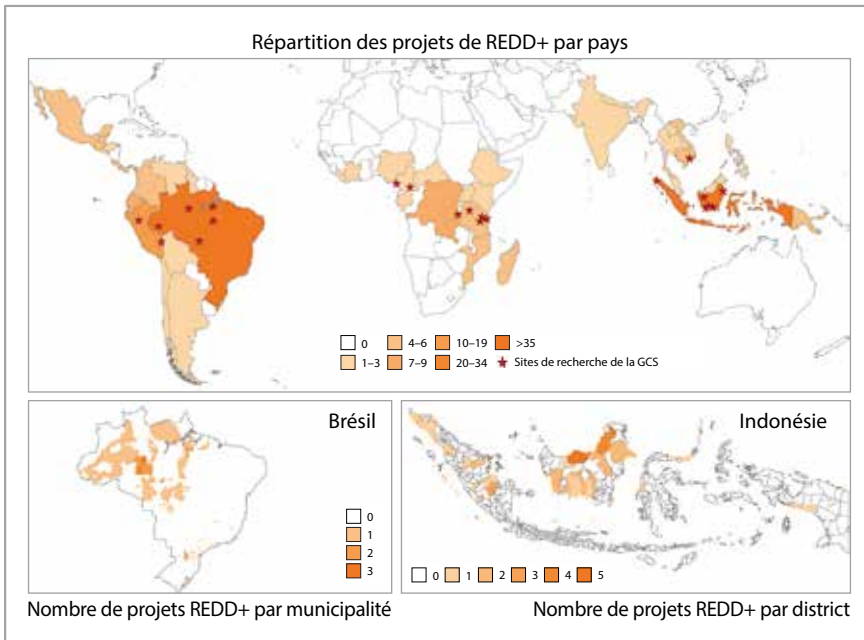 Répartition des projets de REDD+ par pays
0 4–6 10–19 >35
1–3 7–9 20–34 Sites de recherche de la GCS
Brésil
0
1
2
3
Nombre de projets REDD+ par municipalité
Indonésie
0 1 2 3 4 5
Nombre de projets REDD+ par district